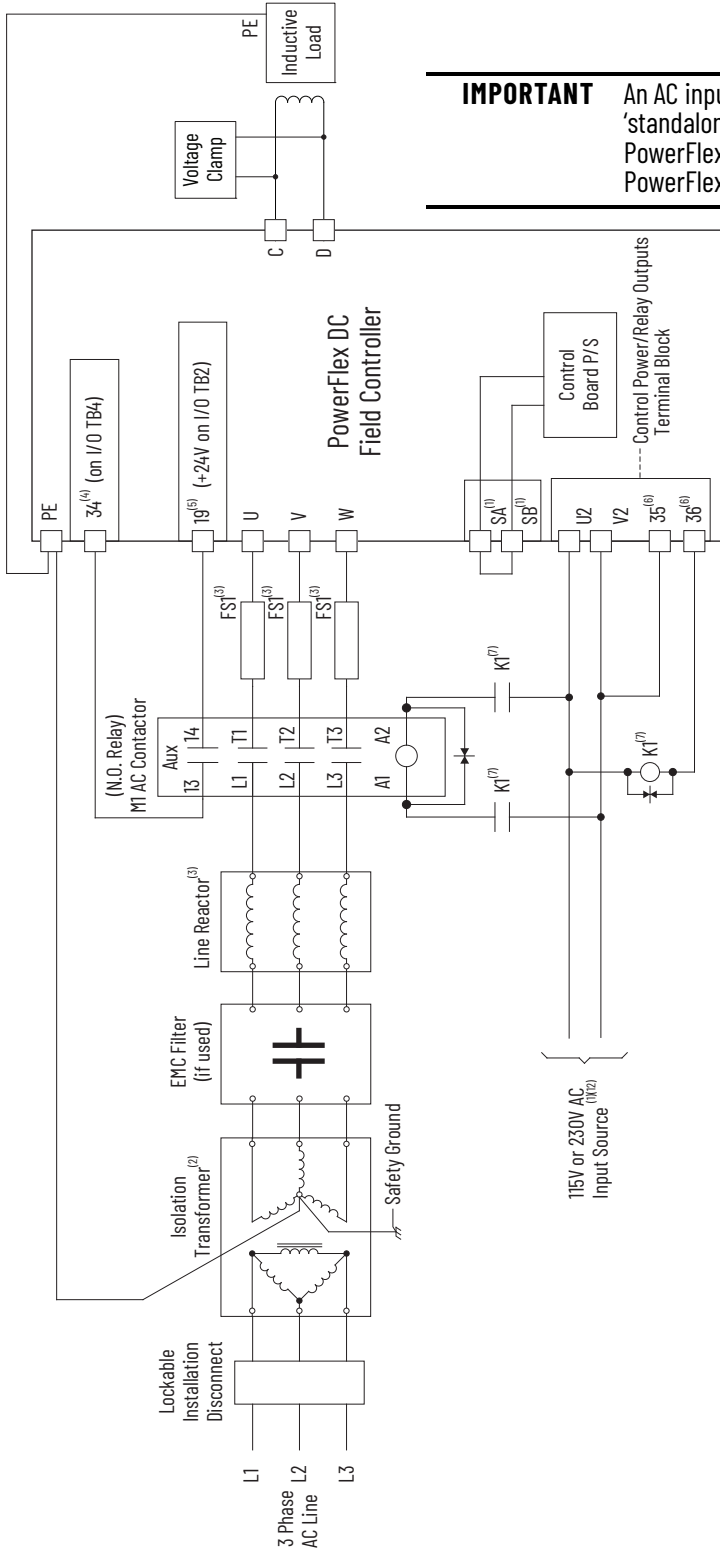 IMPORTANT
An AC inpu
'standalon
PowerFlex
PowerFlex
3 Phase
AC Line
L1
L2
L3
Lockable
Installation
Disconnect
Isolation
Transformer(2)
Safety Ground
EMC Filter
(if used)
Line Reactor(3)
(N.O. Relay)
M1 AC Contactor
Aux
13
14
L1
T1
L2
T2
L3
T3
A1
A2
FS1(3)
FS1(3)
FS1(3)
K1(7)
K1(7)
K1(7)
115V or 230V AC
Input Source(1)(12)
PE
34(4) (on I/O TB4)
19(5) (+24V on I/O TB2)
U
V
W
SA(1)
SB(1)
U2
V2
35(6)
36(6)
PowerFlex DC
Field Controller
Control
Board P/S
Control Power/Relay Outputs
Terminal Block
C
D
Voltage
Clamp
PE
Inductive
Load